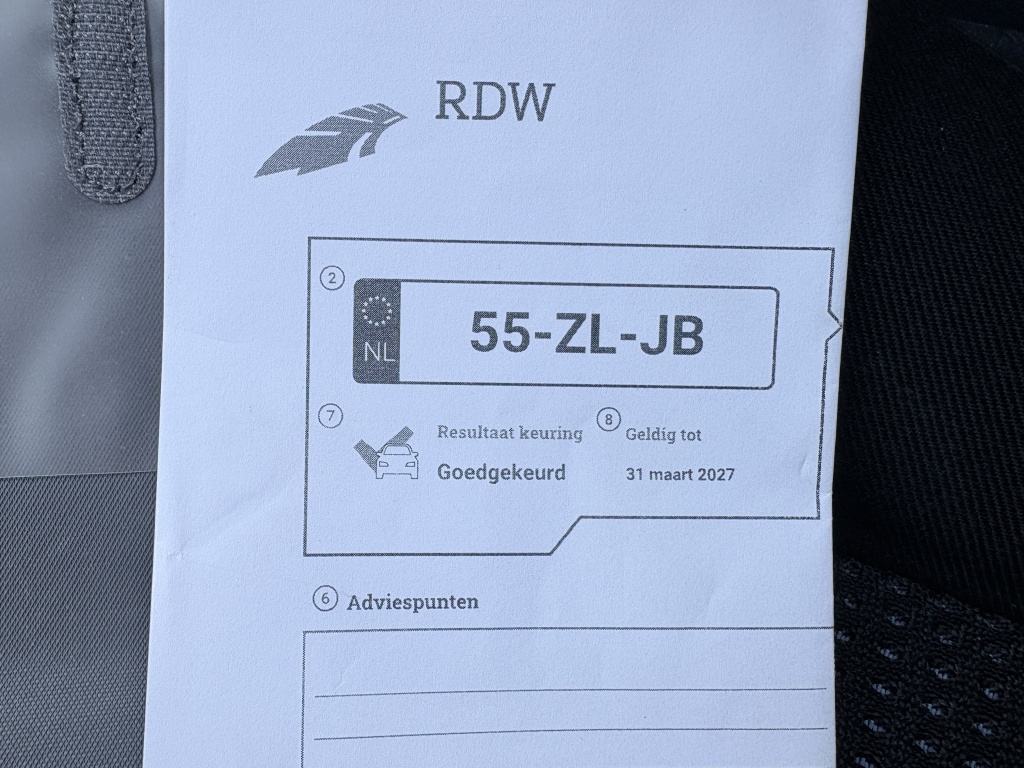 RDW
2
NL 55-ZL-JB
7 Resultaat keuring 8 Geldig tot
Goedgekeurd 31 maart 2027
6 Adviespunten